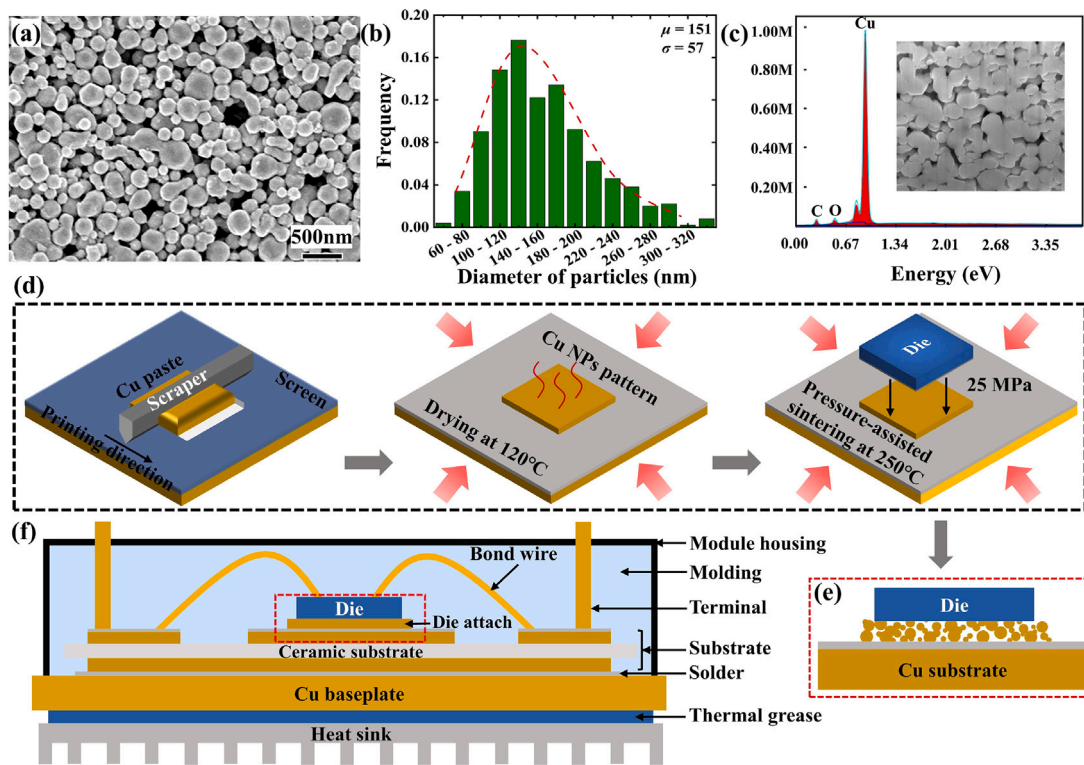 (a)
500nm
(b)
μ = 151
σ = 57
Frequency
0.20
0.16
0.12
0.08
0.04
0.00
60 – 80
100 – 120
140 – 160
180 – 200
220 – 240
260 – 280
300 – 320
Diameter of particles (nm)
(c)
Cu
1.00M
0.80M
0.60M
0.40M
0.20M
C
O
0.00
0.67
1.34
2.01
2.68
3.35
Energy (eV)
(d)
Cu paste
Scraper
Screen
Printing direction
Cu NPs
pattern
Drying at 120°C
Die
25 MPa
Pressure-assisted
sintering at 250°C
(f)
Bond wire
Die
Die attach
Ceramic substrate
Cu baseplate
Heat sink
Module housing
Molding
Terminal
Substrate
Solder
Thermal grease
(e)
Die
Cu substrate